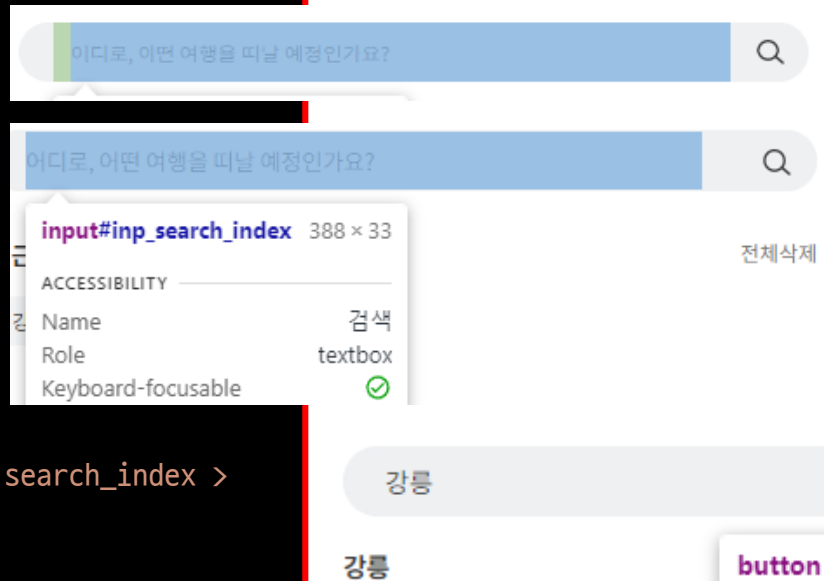 어디로, 어떤 여행을 떠날 예정인가요?
어디로, 어떤 여행을 떠날 예정인가요?
input#inp_search_index 388 × 33
전체삭제
ACCESSIBILITY
Name 검색
Role textbox
Keyboard-focusable
search_index >
강릉
강릉
button